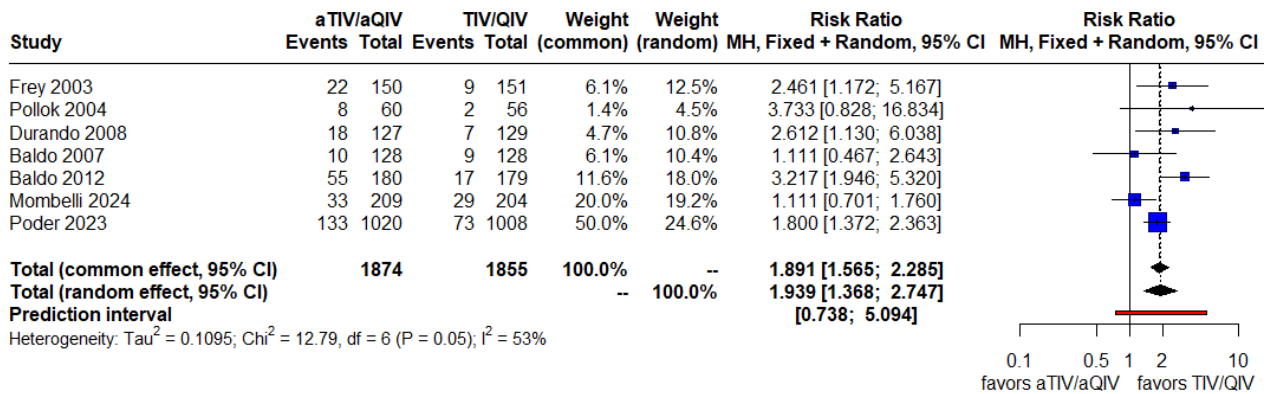 aTIV/aQIV TIV/QIV Weight Weight Risk Ratio Risk Ratio
Study Events Total Events Total (common) (random) MH, Fixed + Random, 95% CI MH, Fixed + Random, 95% CI
Frey 2003 22 150 9 151 6.1% 12.5% 2.461 [1.172; 5.167]
Pollok 2004 8 60 2 56 1.4% 4.5% 3.733 [0.828; 16.834]
Durando 2008 18 127 7 129 4.7% 10.8% 2.612 [1.130; 6.038]
Baldo 2007 10 128 9 128 6.1% 10.4% 1.111 [0.467; 2.643]
Baldo 2012 55 180 17 179 11.6% 18.0% 3.217 [1.946; 5.320]
Mombelli 2024 33 209 29 204 20.0% 19.2% 1.111 [0.701; 1.760]
Poder 2023 133 1020 73 1008 50.0% 24.6% 1.800 [1.372; 2.363]
Total (common effect, 95% CI) 1874 1855 100.0% -- 1.891 [1.565; 2.285]
Total (random effect, 95% CI) -- 100.0% 1.939 [1.368; 2.747]
Prediction interval [0.738; 5.094]
Heterogeneity: Tau² = 0.1095; Chi² = 12.79, df = 6 (P = 0.05); I² = 53%
0.1 0.5 1 2 10
favors aTIV/aQIV favors TIV/QIV